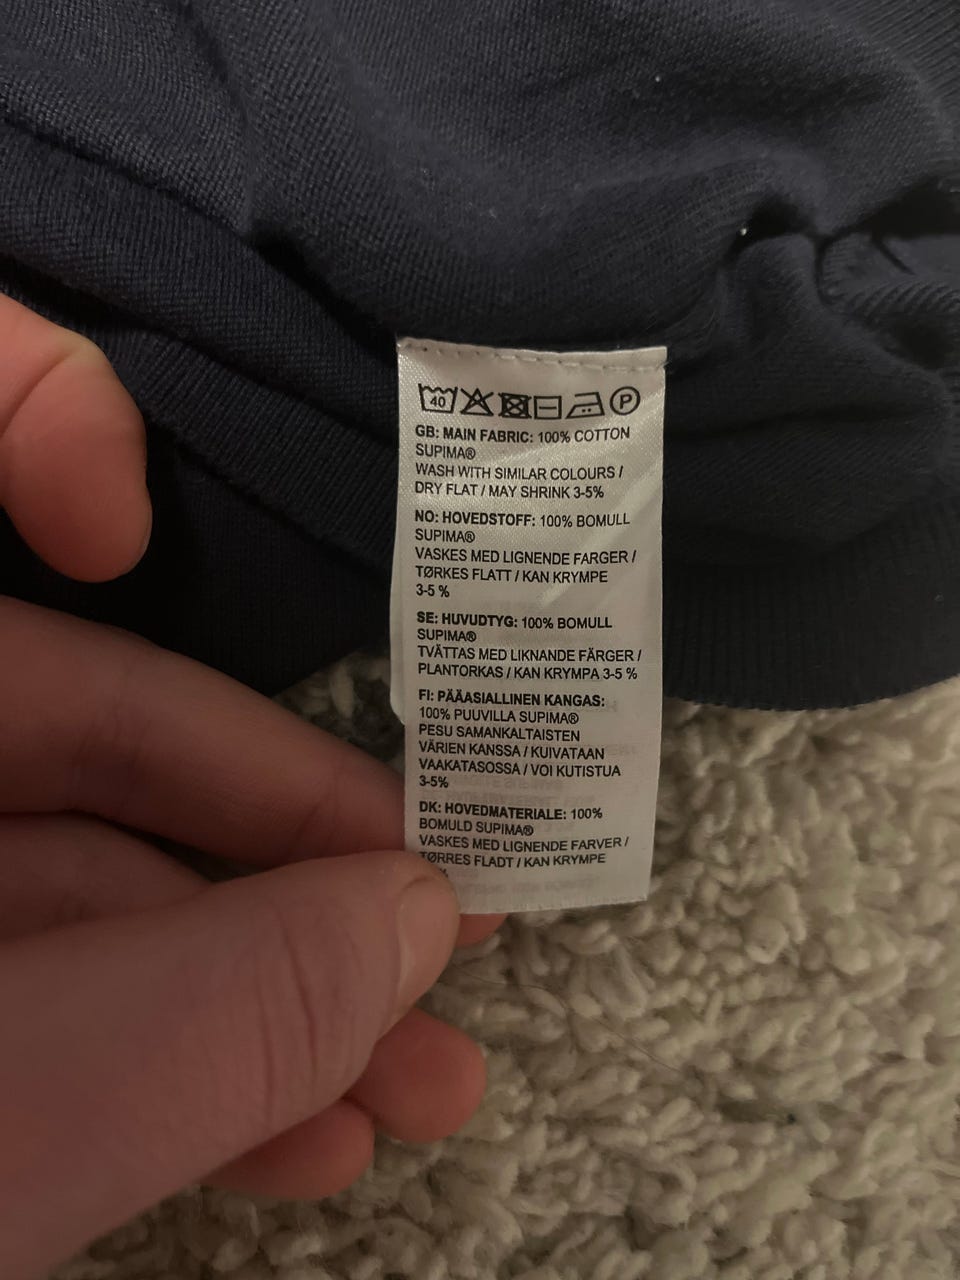 40 P
GB: MAIN FABRIC: 100% COTTON
SUPIMA®
WASH WITH SIMILAR COLOURS /
DRY FLAT / MAY SHRINK 3-5%
NO: HOVEDSTOFF: 100% BOMULL
SUPIMA®
VASKES MED LIGNENDE FARGER /
TØRKES FLATT / KAN KRYMPE
3-5 %
SE: HUVUDTYG: 100% BOMULL
SUPIMA®
TVÄTTAS MED LIKNANDE FÄRGER /
PLANTORKAS / KAN KRYMPA 3-5 %
FI: PÄÄASIALLINEN KANGAS:
100% PUUVILLA SUPIMA®
PESU SAMANKALTAISTEN
VÄRIEN KANSSA / KUIVATAAN
VAAKATASOSSA / VOI KUTISTUA
3-5%
DK: HOVEDMATERIALE: 100%
BOMULD SUPIMA®
VASKES MED LIGNENDE FARVER /
TØRRES FLADT / KAN KRYMPE